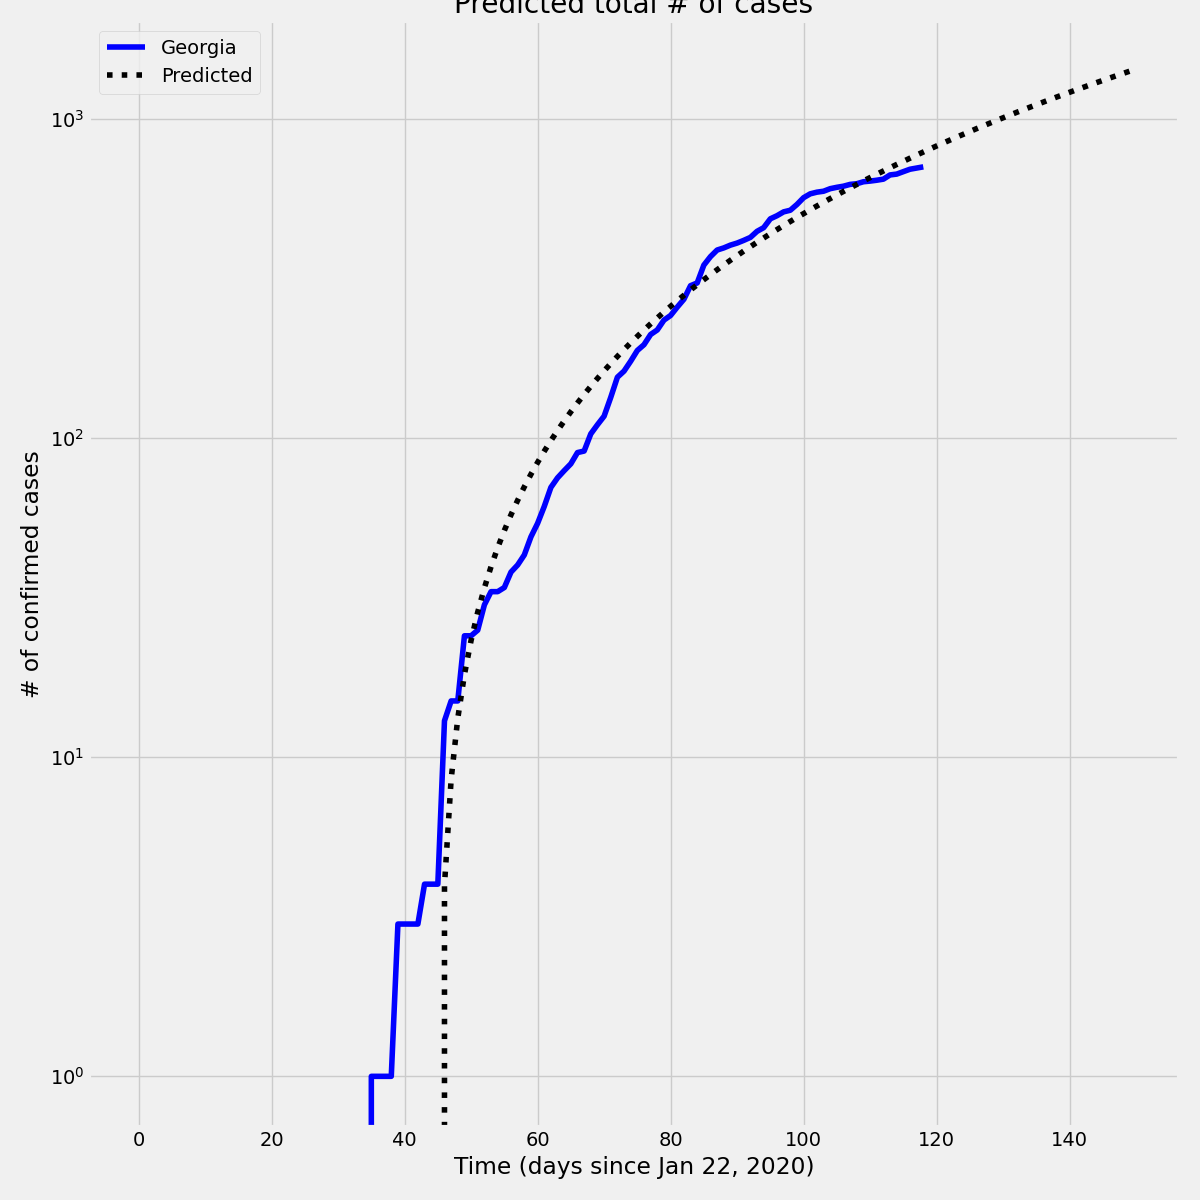 Predicted total # of cases
Georgia
Predicted
10³
10²
10¹
10⁰
# of confirmed cases
0 20 40 60 80 100 120 140
Time (days since Jan 22, 2020)